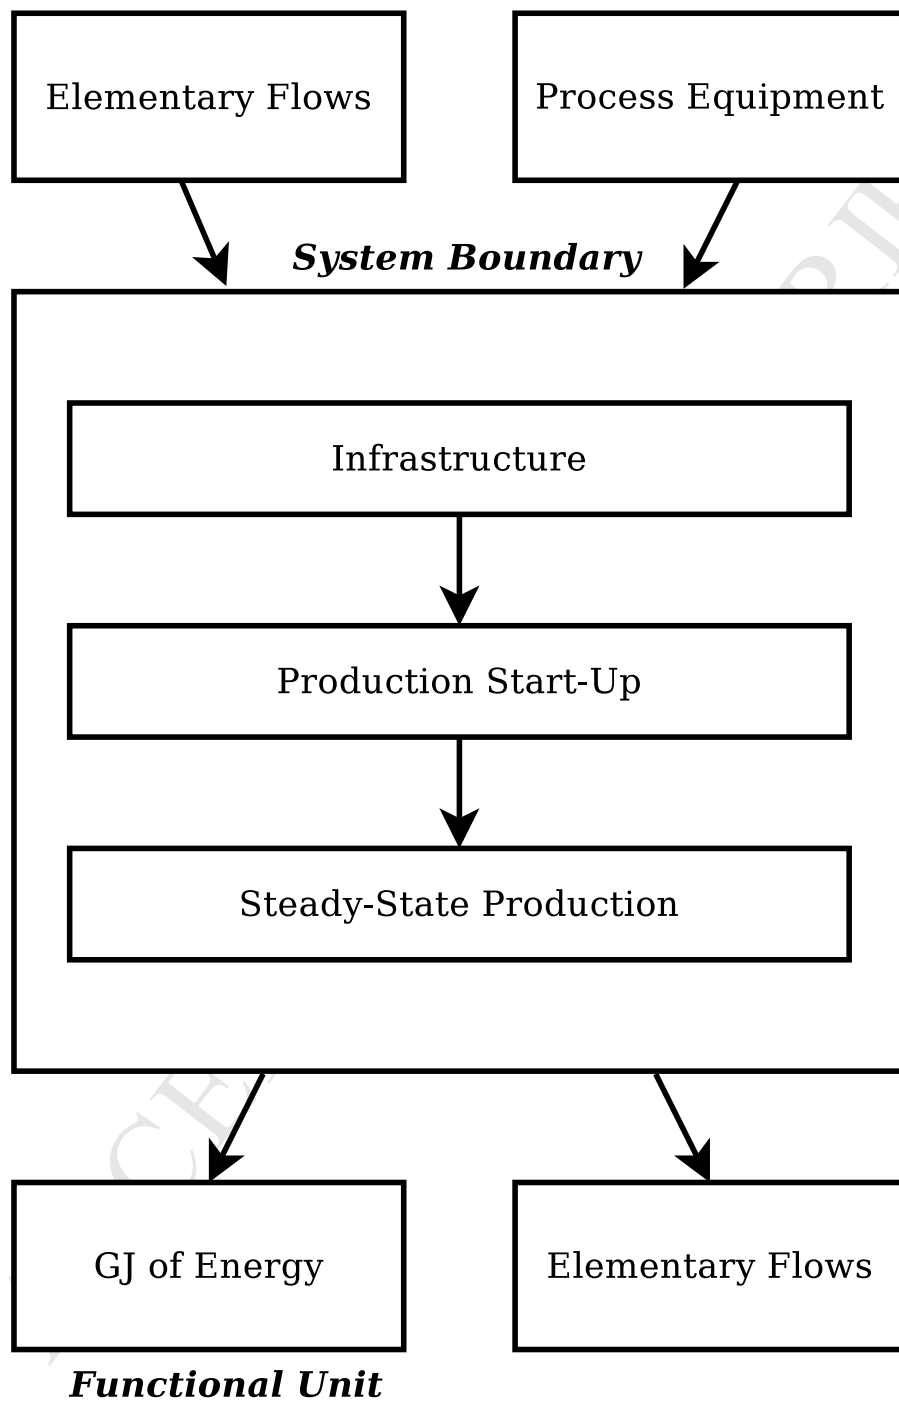 Elementary Flows
Process Equipment
System Boundary
Infrastructure
Production Start-Up
Steady-State Production
GJ of Energy
Elementary Flows
Functional Unit